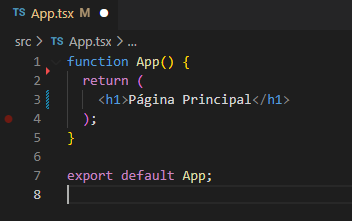 TS App.tsx M
src > TS App.tsx > ...
1 function App() {
2 return (
3 <h1>Página Principal</h1>
4 );
5 }
6
7 export default App;
8